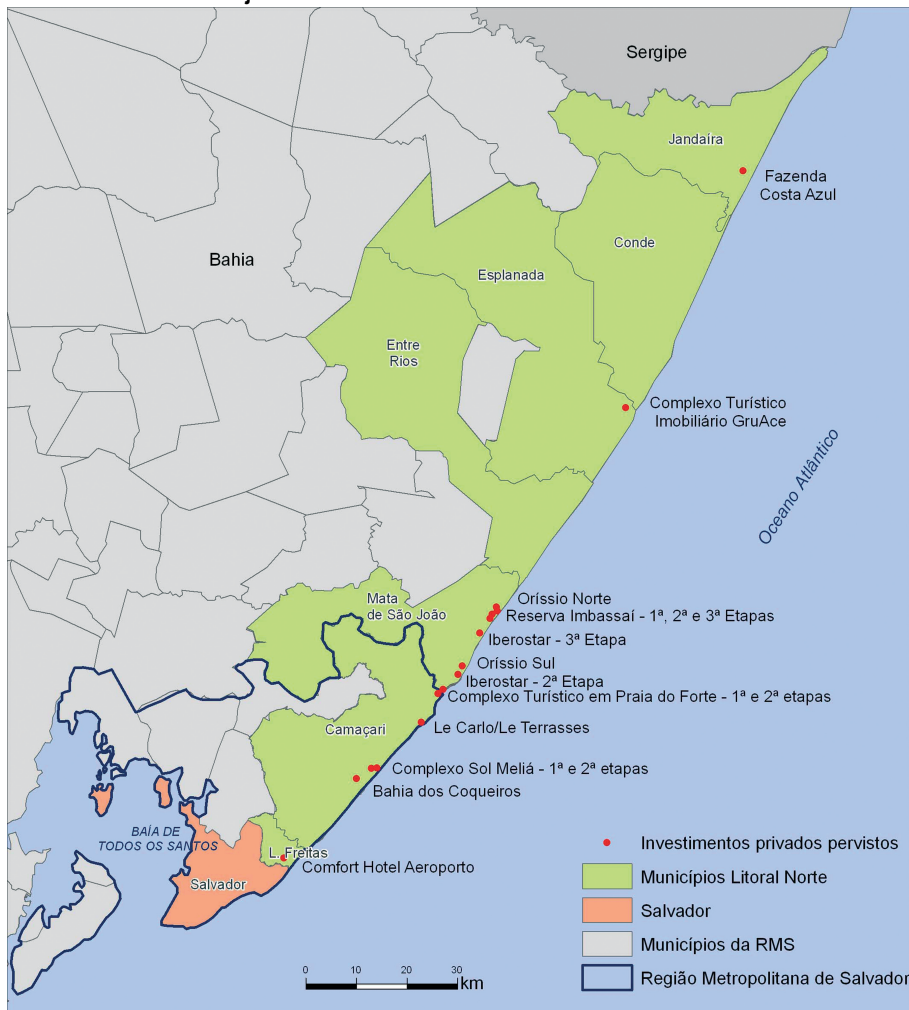 Sergipe
Jandaíra
Fazenda
Costa Azul
Conde
Bahia
Esplanada
Entre
Rios
Complexo Turístico
Imobiliário GruAce
Oceano Atlântico
Mata
de São João
Oríssio Norte
Reserva Imbassaí - 1ª, 2ª e 3ª Etapas
Iberostar - 3ª Etapa
Oríssio Sul
Iberostar - 2ª Etapa
Complexo Turístico em Praia do Forte - 1ª e 2ª etapas
Camaçari
Le Carlo/Le Terrasses
Complexo Sol Meliá - 1ª e 2ª etapas
Bahia dos Coqueiros
BAÍA DE
TODOS OS SANTOS
L. Freitas
Comfort Hotel Aeroporto
Salvador
Investimentos privados pervistos
Municípios Litoral Norte
Salvador
Municípios da RMS
Região Metropolitana de Salvador
0 5 10 20 30
km